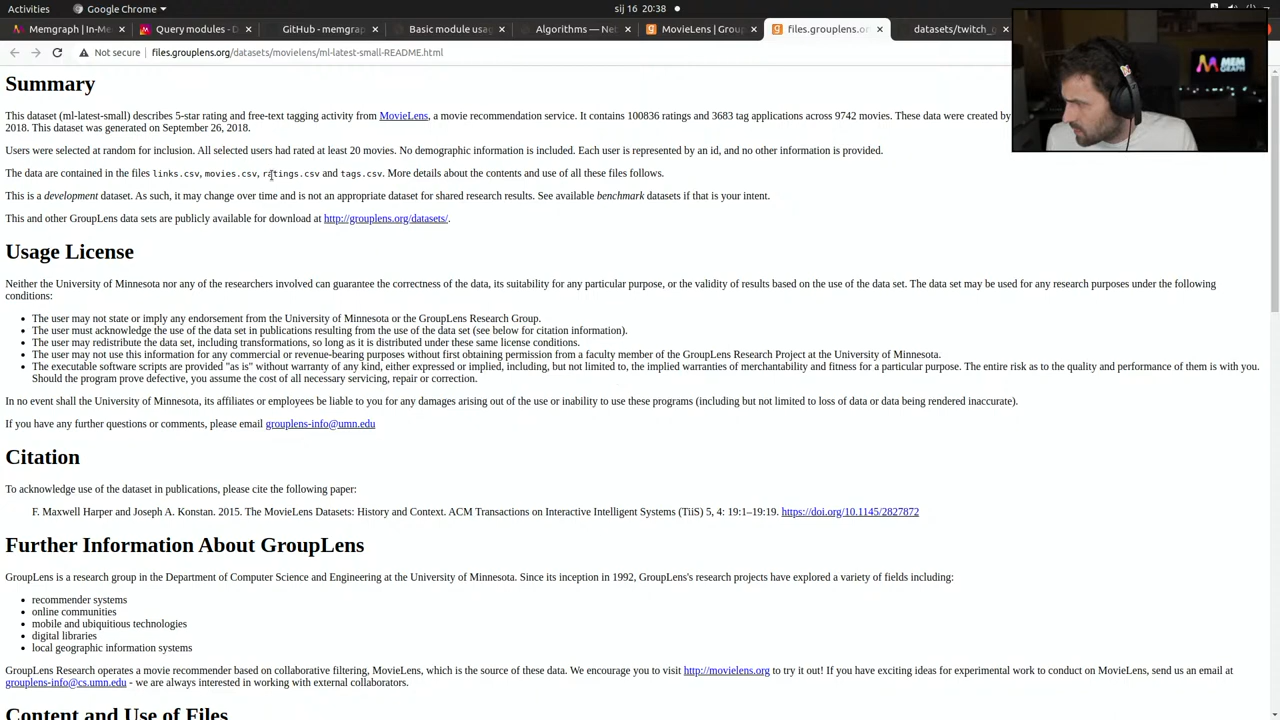 Activities
Google Chrome
sij 16 20:38
Memgraph | In-Me
Query modules - D
GitHub - memgrap
Basic module usag
Algorithms — Net
MovieLens | Group
files.grouplens.or
datasets/twitch_g
Not secure
files.grouplens.org/datasets/movielens/ml-latest-small-README.html
MEM
GRAPH
Summary
This dataset (ml-latest-small) describes 5-star rating and free-text tagging activity from MovieLens, a movie recommendation service. It contains 100836 ratings and 3683 tag applications across 9742 movies. These data were created by
2018. This dataset was generated on September 26, 2018.
Users were selected at random for inclusion. All selected users had rated at least 20 movies. No demographic information is included. Each user is represented by an id, and no other information is provided.
The data are contained in the files links.csv, movies.csv, ratings.csv and tags.csv. More details about the contents and use of all these files follows.
This is a development dataset. As such, it may change over time and is not an appropriate dataset for shared research results. See available benchmark datasets if that is your intent.
This and other GroupLens data sets are publicly available for download at http://grouplens.org/datasets/.
Usage License
Neither the University of Minnesota nor any of the researchers involved can guarantee the correctness of the data, its suitability for any particular purpose, or the validity of results based on the use of the data set. The data set may be used for any research purposes under the following
conditions:
• The user may not state or imply any endorsement from the University of Minnesota or the GroupLens Research Group.
• The user must acknowledge the use of the data set in publications resulting from the use of the data set (see below for citation information).
• The user may redistribute the data set, including transformations, so long as it is distributed under these same license conditions.
• The user may not use this information for any commercial or revenue-bearing purposes without first obtaining permission from a faculty member of the GroupLens Research Project at the University of Minnesota.
• The executable software scripts are provided "as is" without warranty of any kind, either expressed or implied, including, but not limited to, the implied warranties of merchantability and fitness for a particular purpose. The entire risk as to the quality and performance of them is with you.
Should the program prove defective, you assume the cost of all necessary servicing, repair or correction.
In no event shall the University of Minnesota, its affiliates or employees be liable to you for any damages arising out of the use or inability to use these programs (including but not limited to loss of data or data being rendered inaccurate).
If you have any further questions or comments, please email grouplens-info@umn.edu
Citation
To acknowledge use of the dataset in publications, please cite the following paper:
F. Maxwell Harper and Joseph A. Konstan. 2015. The MovieLens Datasets: History and Context. ACM Transactions on Interactive Intelligent Systems (TiiS) 5, 4: 19:1–19:19. https://doi.org/10.1145/2827872
Further Information About GroupLens
GroupLens is a research group in the Department of Computer Science and Engineering at the University of Minnesota. Since its inception in 1992, GroupLens's research projects have explored a variety of fields including:
• recommender systems
• online communities
• mobile and ubiquitious technologies
• digital libraries
• local geographic information systems
GroupLens Research operates a movie recommender based on collaborative filtering, MovieLens, which is the source of these data. We encourage you to visit http://movielens.org to try it out! If you have exciting ideas for experimental work to conduct on MovieLens, send us an email at
grouplens-info@cs.umn.edu - we are always interested in working with external collaborators.
Content and Use of Files